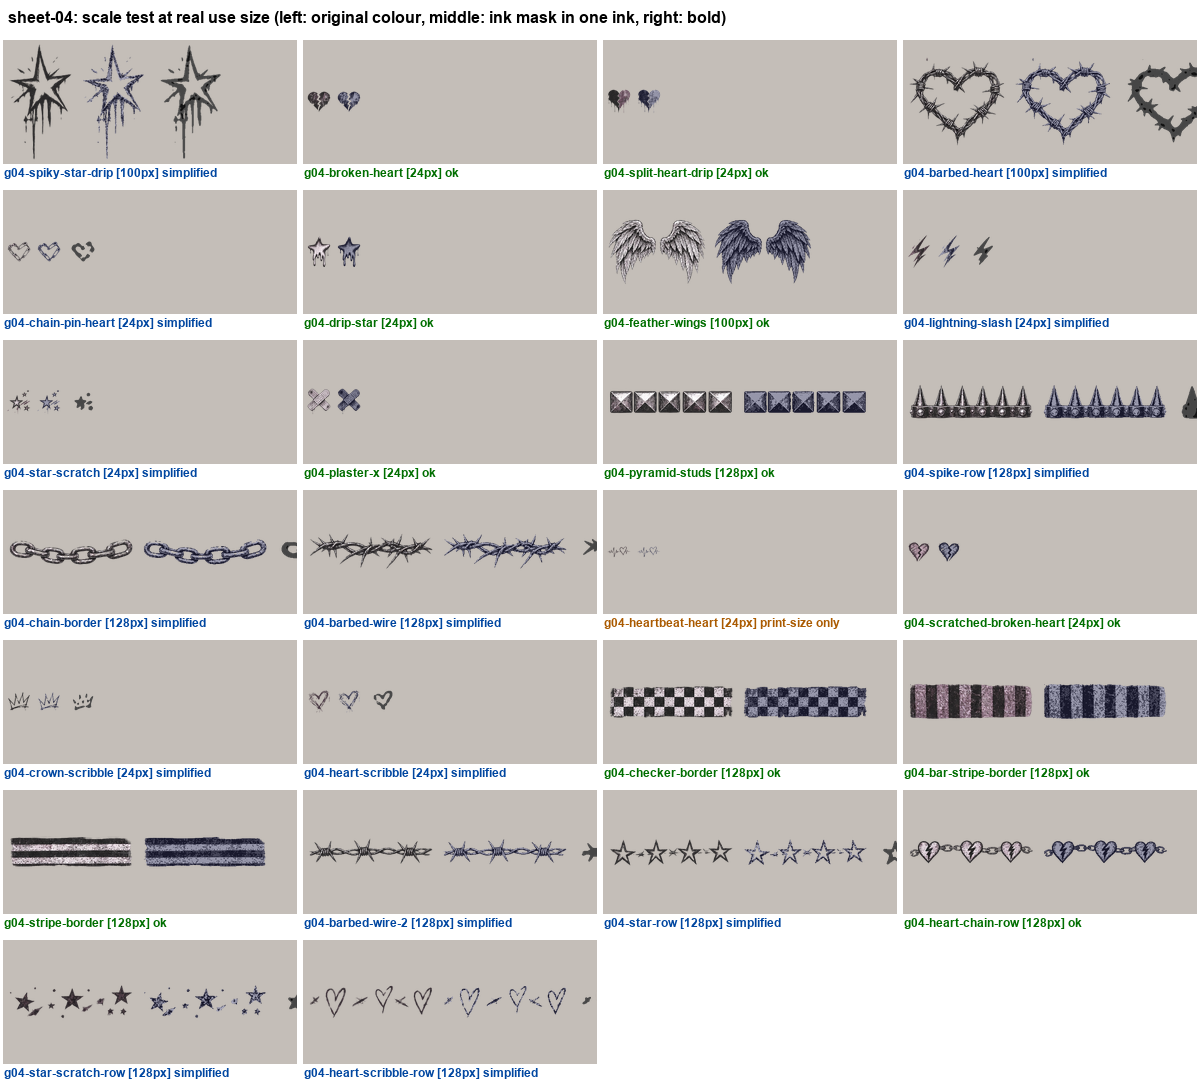 sheet-04: scale test at real use size (left: original colour, middle: ink mask in one ink, right: bold)
g04-spiky-star-drip [100px] simplified
g04-broken-heart [24px] ok
g04-split-heart-drip [24px] ok
g04-barbed-heart [100px] simplified
g04-chain-pin-heart [24px] simplified
g04-drip-star [24px] ok
g04-feather-wings [100px] ok
g04-lightning-slash [24px] simplified
g04-star-scratch [24px] simplified
g04-plaster-x [24px] ok
g04-pyramid-studs [128px] ok
g04-spike-row [128px] simplified
g04-chain-border [128px] simplified
g04-barbed-wire [128px] simplified
g04-heartbeat-heart [24px] print-size only
g04-scratched-broken-heart [24px] ok
g04-crown-scribble [24px] simplified
g04-heart-scribble [24px] simplified
g04-checker-border [128px] ok
g04-bar-stripe-border [128px] ok
g04-stripe-border [128px] ok
g04-barbed-wire-2 [128px] simplified
g04-star-row [128px] simplified
g04-heart-chain-row [128px] ok
g04-star-scratch-row [128px] simplified
g04-heart-scribble-row [128px] simplified